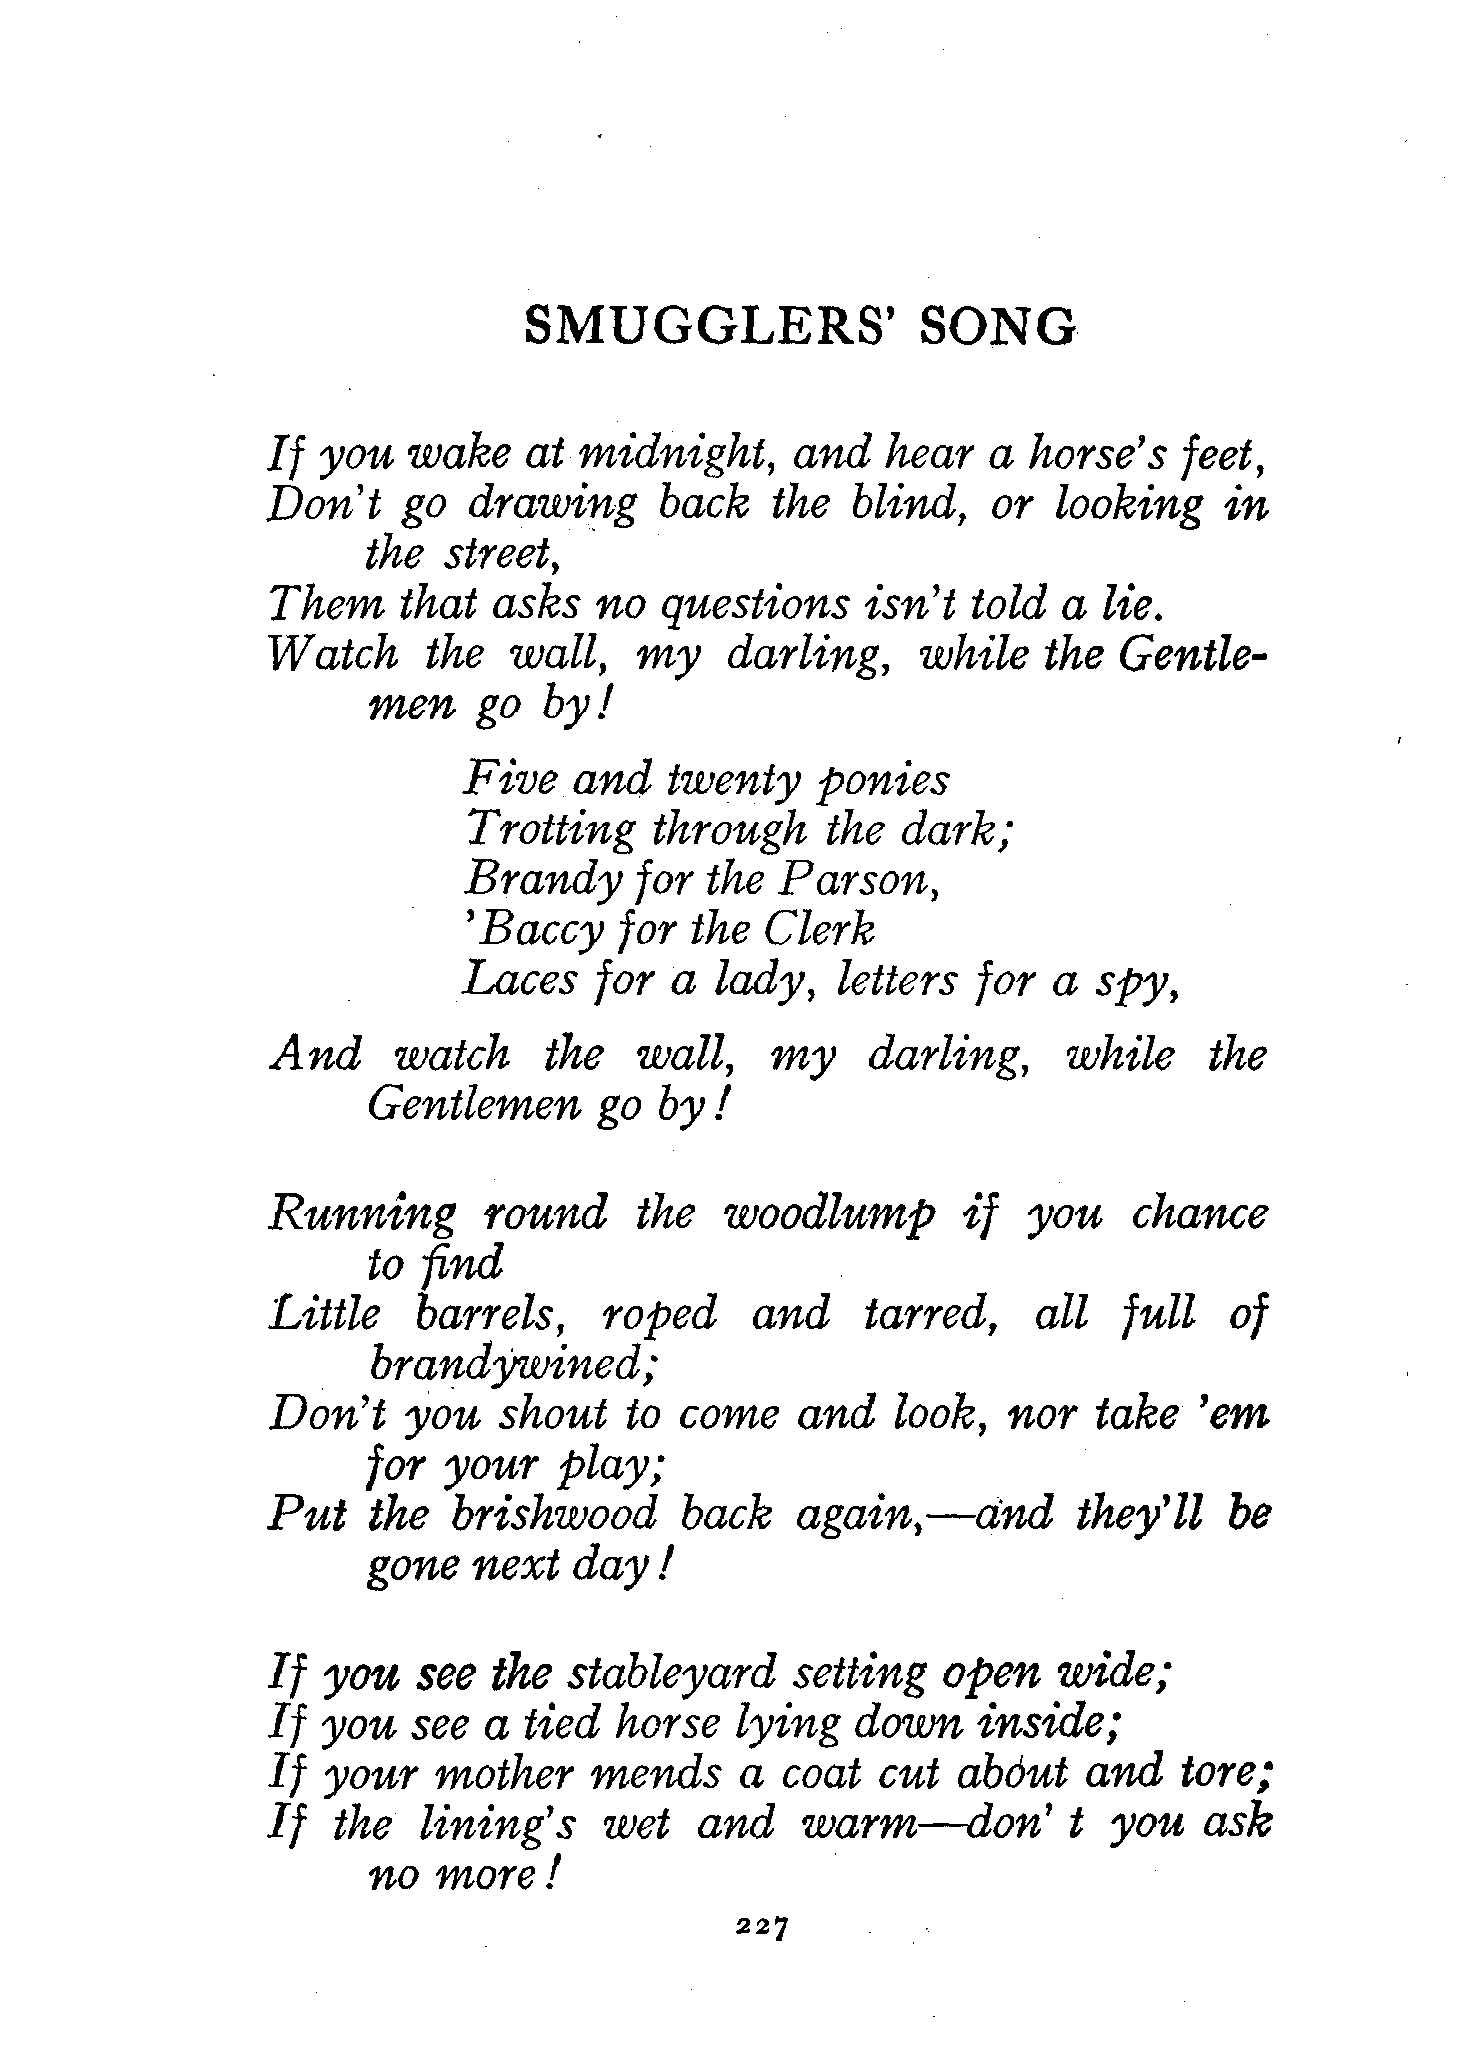 SMUGGLERS' SONG
If you wake at midnight, and hear a horse's feet,
Don't go drawing back the blind, or looking in
the street,
Them that asks no questions isn't told a lie.
Watch the wall, my darling, while the Gentle-
men go by!
Five and twenty ponies
Trotting through the dark;
Brandy for the Parson,
'Baccy for the Clerk
Laces for a lady, letters for a spy,
And watch the wall, my darling, while the
Gentlemen go by!
Running round the woodlump if you chance
to find
Little barrels, roped and tarred, all full of
brandywined;
Don't you shout to come and look, nor take 'em
for your play;
Put the brishwood back again,—and they'll be
gone next day!
If you see the stableyard setting open wide;
If you see a tied horse lying down inside;
If your mother mends a coat cut about and tore;
If the lining's wet and warm—don' t you ask
no more!
227